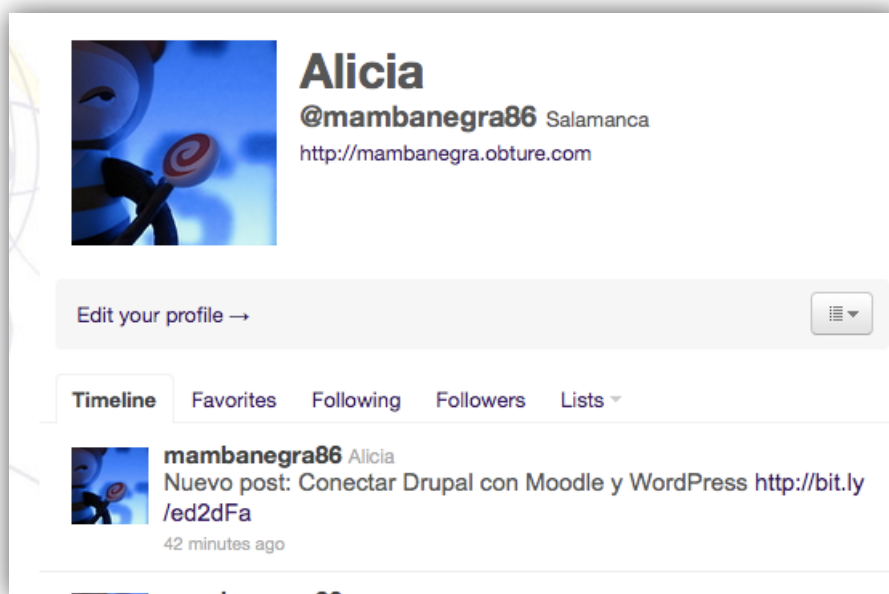 Alicia
@mambanegra86 Salamanca
http://mambanegra.obture.com
Edit your profile →
Timeline Favorites Following Followers Lists
mambanegra86 Alicia
Nuevo post: Conectar Drupal con Moodle y WordPress http://bit.ly
/ed2dFa
42 minutes ago